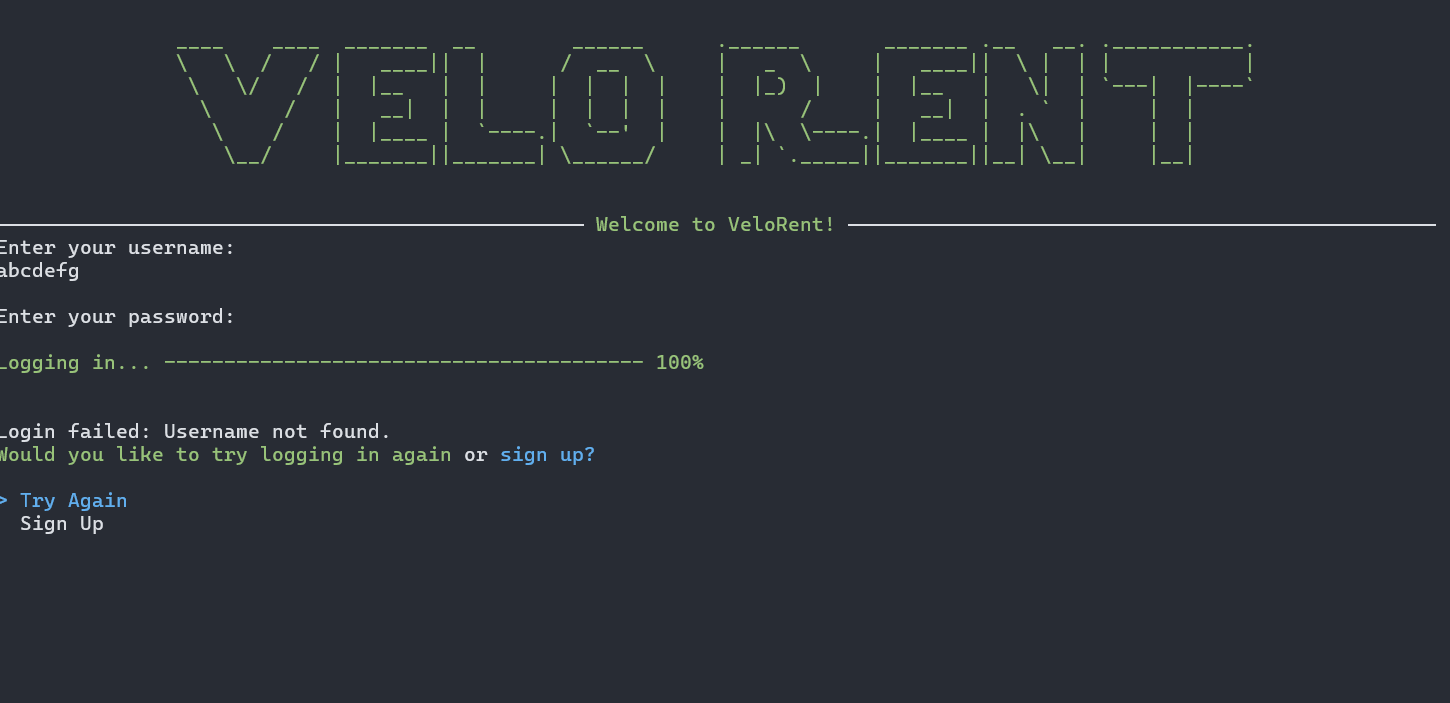 VELO RENT
Welcome to VeloRent!
Enter your username:
abcdefg
Enter your password:
Logging in... ---------------------------------------- 100%
Login failed: Username not found.
Would you like to try logging in again or sign up?
> Try Again
Sign Up